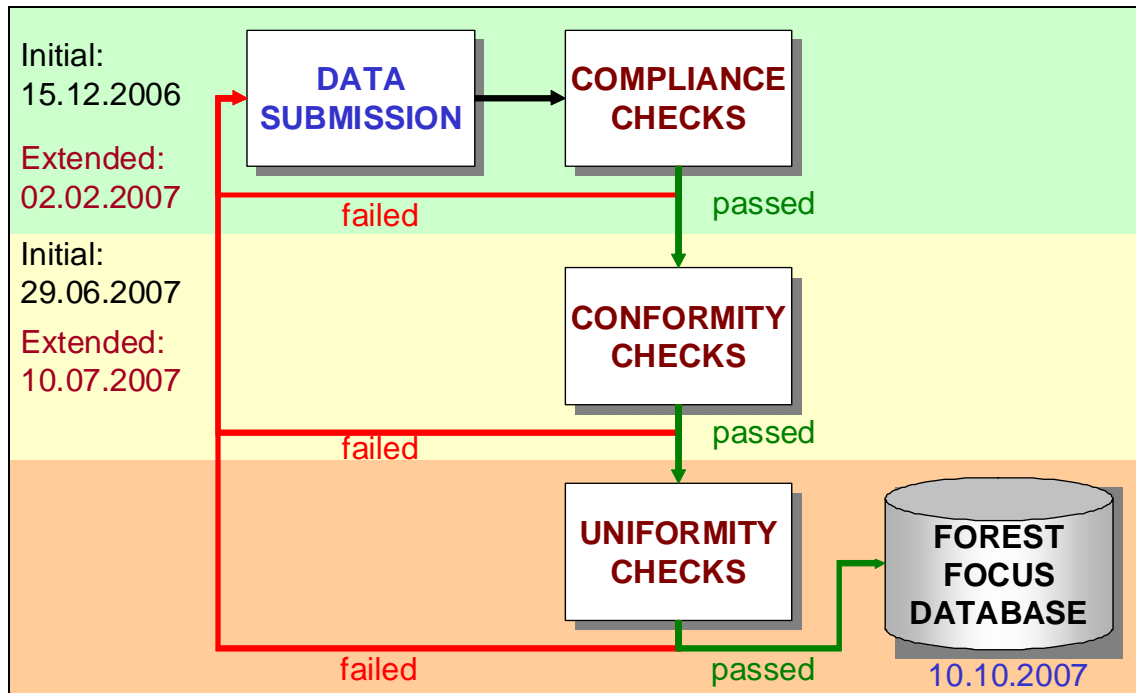 Initial:
15.12.2006
Extended:
02.02.2007
DATA
SUBMISSION
COMPLIANCE
CHECKS
failed
passed
Initial:
29.06.2007
Extended:
10.07.2007
CONFORMITY
CHECKS
failed
passed
UNIFORMITY
CHECKS
FOREST
FOCUS
DATABASE
failed
passed
10.10.2007